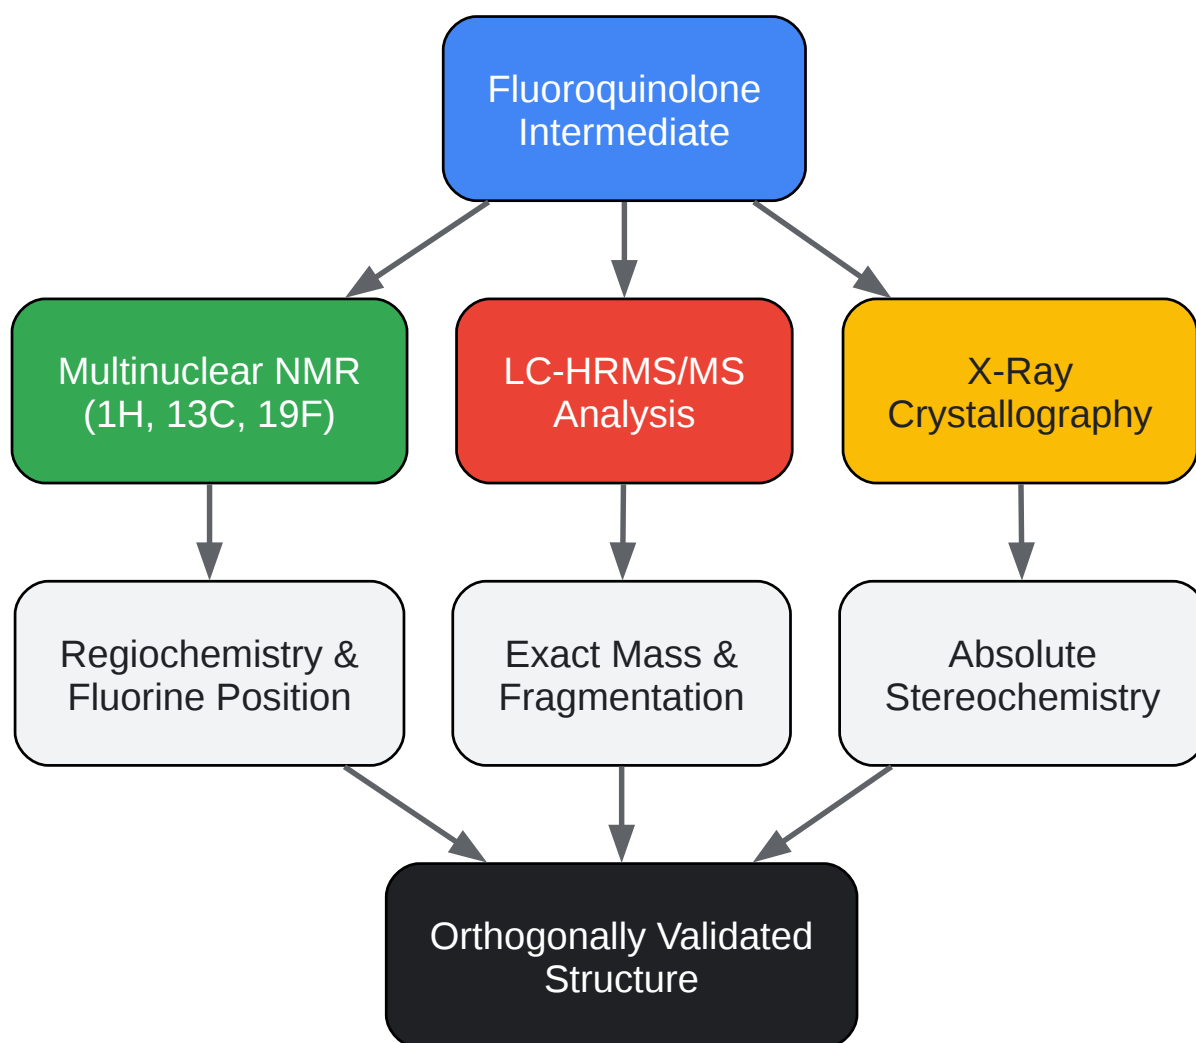 Fluoroquinolone
Intermediate
Multinuclear NMR
(1H, 13C, 19F)
LC-HRMS/MS
Analysis
X-Ray
Crystallography
Regiochemistry &
Fluorine Position
Exact Mass &
Fragmentation
Absolute
Stereochemistry
Orthogonally Validated
Structure